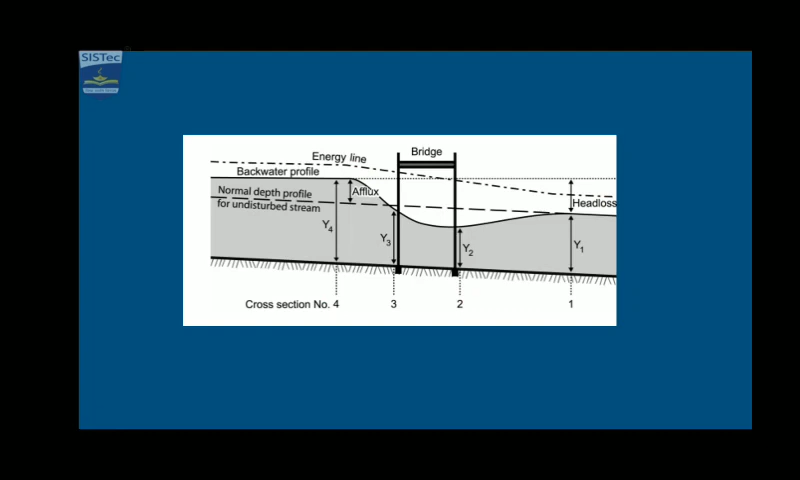 SISTec
Energy line
Bridge
Backwater profile
Afflux
Normal depth profile
for undisturbed stream
Headloss
Y4
Y3
Y2
Y1
Cross section No. 4
3
2
1